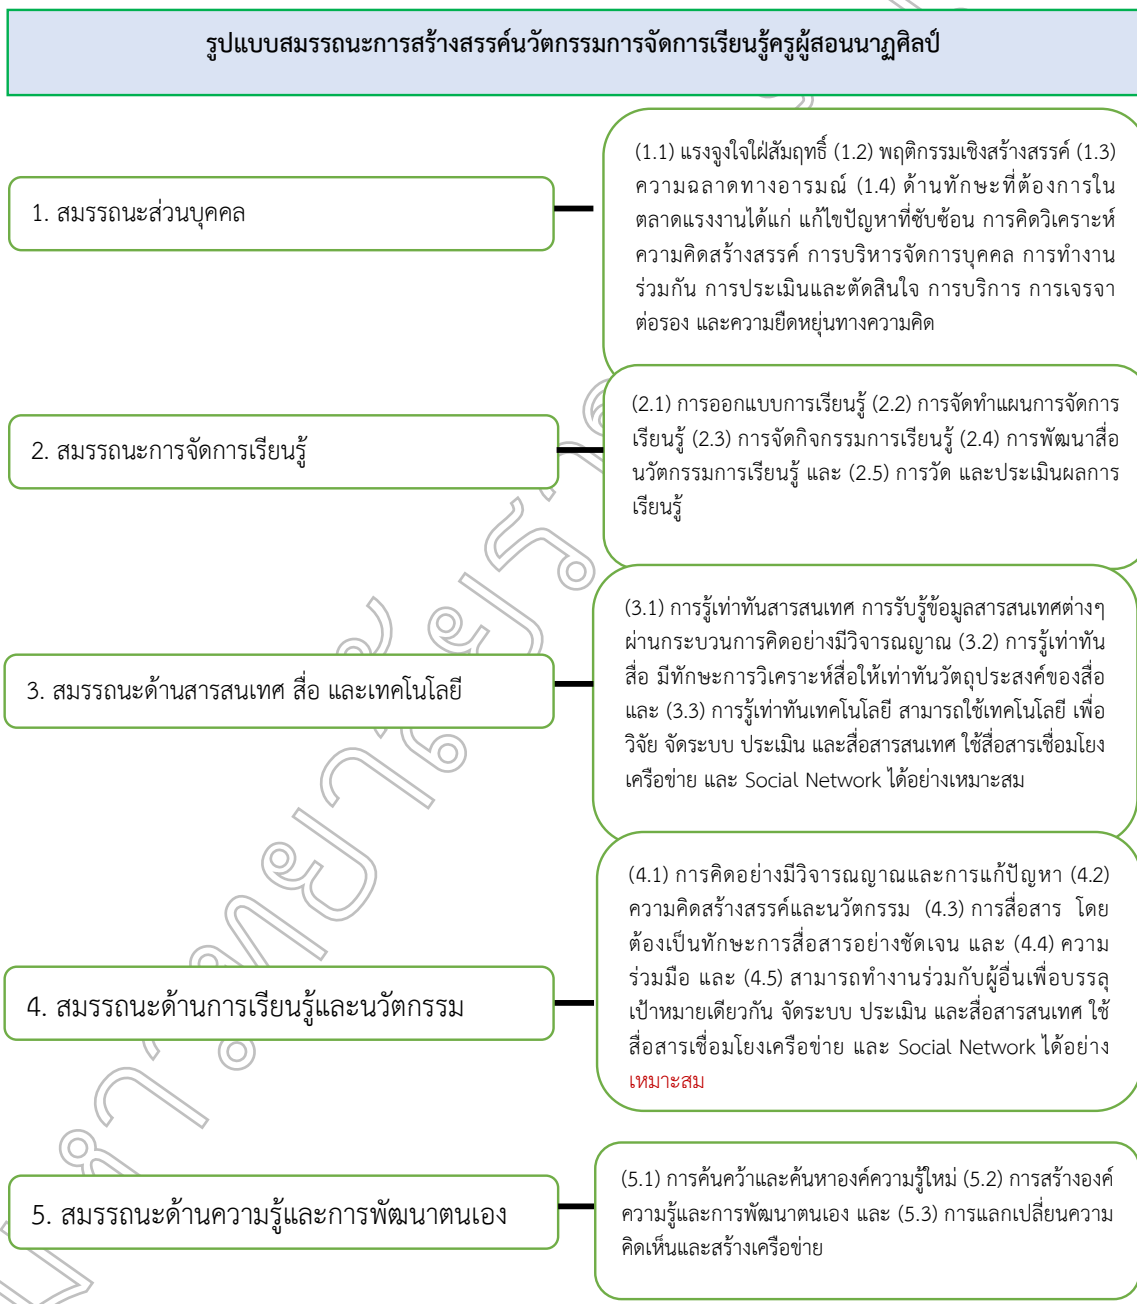 รูปแบบสมรรถนะการสร้างสรรค์นวัตกรรมการจัดการเรียนรู้ครูผู้สอนนาฏศิลป์
1. สมรรถนะส่วนบุคคล
(1.1) แรงจูงใจใฝ่สัมฤทธิ์ (1.2) พฤติกรรมเชิงสร้างสรรค์ (1.3)
ความฉลาดทางอารมณ์ (1.4) ด้านทักษะที่ต้องการใน
ตลาดแรงงานได้แก่ แก้ไขปัญหาที่ซับซ้อน การคิดวิเคราะห์
ความคิดสร้างสรรค์ การบริหารจัดการบุคคล การทำงาน
ร่วมกัน การประเมินและตัดสินใจ การบริการ การเจรจา
ต่อรอง และความยืดหยุ่นทางความคิด
2. สมรรถนะการจัดการเรียนรู้
(2.1) การออกแบบการเรียนรู้ (2.2) การจัดทำแผนการจัดการ
เรียนรู้ (2.3) การจัดกิจกรรมการเรียนรู้ (2.4) การพัฒนาสื่อ
นวัตกรรมการเรียนรู้ และ (2.5) การวัด และประเมินผลการ
เรียนรู้
3. สมรรถนะด้านสารสนเทศ สื่อ และเทคโนโลยี
(3.1) การรู้เท่าทันสารสนเทศ การรับรู้ข้อมูลสารสนเทศต่างๆ
ผ่านกระบวนการคิดอย่างมีวิจารณญาณ (3.2) การรู้เท่าทัน
สื่อ มีทักษะการวิเคราะห์สื่อให้เท่าทันวัตถุประสงค์ของสื่อ
และ (3.3) การรู้เท่าทันเทคโนโลยี สามารถใช้เทคโนโลยี เพื่อ
วิจัย จัดระบบ ประเมิน และสื่อสารสนเทศ ใช้สื่อสารเชื่อมโยง
เครือข่าย และ Social Network ได้อย่างเหมาะสม
4. สมรรถนะด้านการเรียนรู้และนวัตกรรม
(4.1) การคิดอย่างมีวิจารณญาณและการแก้ปัญหา (4.2)
ความคิดสร้างสรรค์และนวัตกรรม (4.3) การสื่อสาร โดย
ต้องเป็นทักษะการสื่อสารอย่างชัดเจน และ (4.4) ความ
ร่วมมือ และ (4.5) สามารถทำงานร่วมกับผู้อื่นเพื่อบรรลุ
เป้าหมายเดียวกัน จัดระบบ ประเมิน และสื่อสารสนเทศ ใช้
สื่อสารเชื่อมโยงเครือข่าย และ Social Network ได้อย่าง
เหมาะสม
5. สมรรถนะด้านความรู้และการพัฒนาตนเอง
(5.1) การค้นคว้าและค้นหาองค์ความรู้ใหม่ (5.2) การสร้างองค์
ความรู้และการพัฒนาตนเอง และ (5.3) การแลกเปลี่ยนความ
คิดเห็นและสร้างเครือข่าย